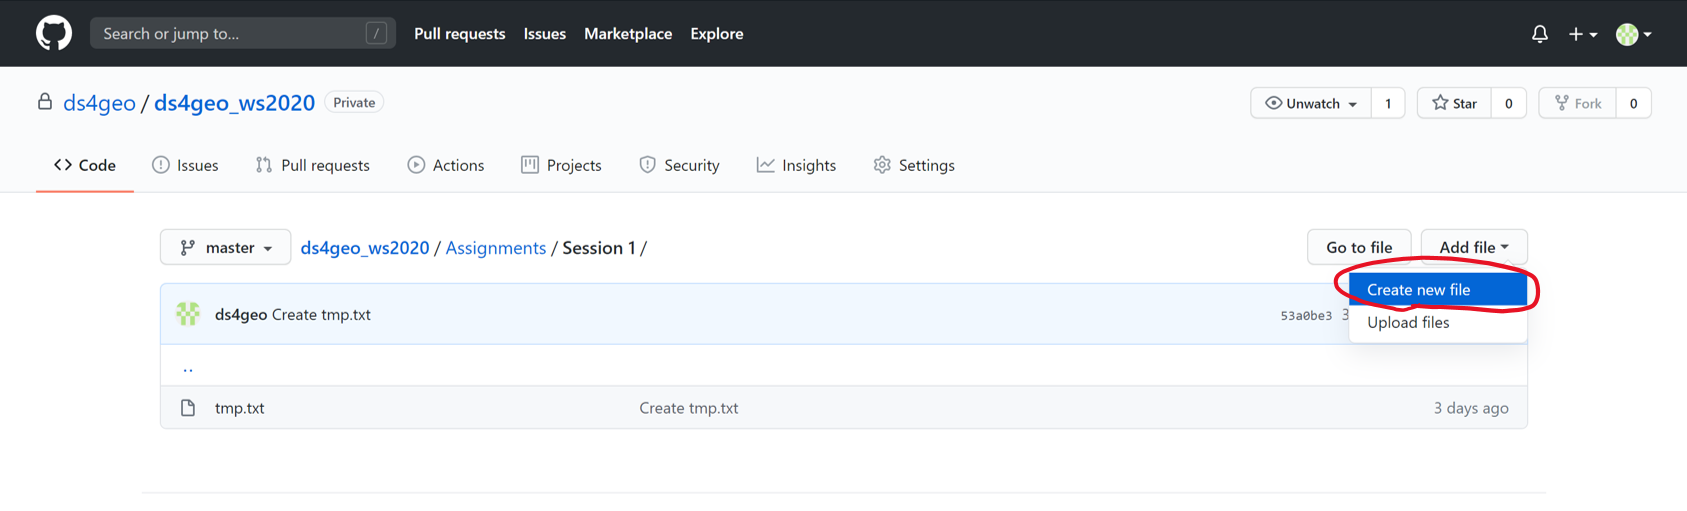 Search or jump to... /
Pull requests Issues Marketplace Explore
ds4geo / ds4geo_ws2020 Private
Unwatch 1 Star 0 Fork 0
Code Issues Pull requests Actions Projects Security Insights Settings
master ds4geo_ws2020 / Assignments / Session 1 /
Go to file Add file
Create new file
ds4geo Create tmp.txt 53a0be3 3
Upload files
..
tmp.txt Create tmp.txt 3 days ago